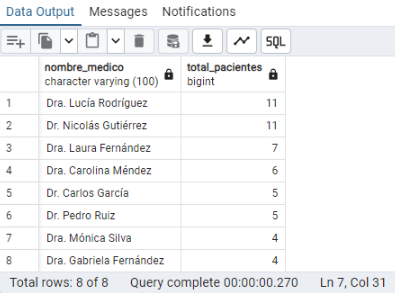 Data Output Messages Notifications
SQL
nombre_medico total_pacientes
character varying (100) bigint
1 Dra. Lucía Rodríguez 11
2 Dr. Nicolás Gutiérrez 11
3 Dra. Laura Fernández 7
4 Dra. Carolina Méndez 6
5 Dr. Carlos García 5
6 Dr. Pedro Ruiz 5
7 Dra. Mónica Silva 4
8 Dra. Gabriela Fernández 4
Total rows: 8 of 8 Query complete 00:00:00.270 Ln 7, Col 31